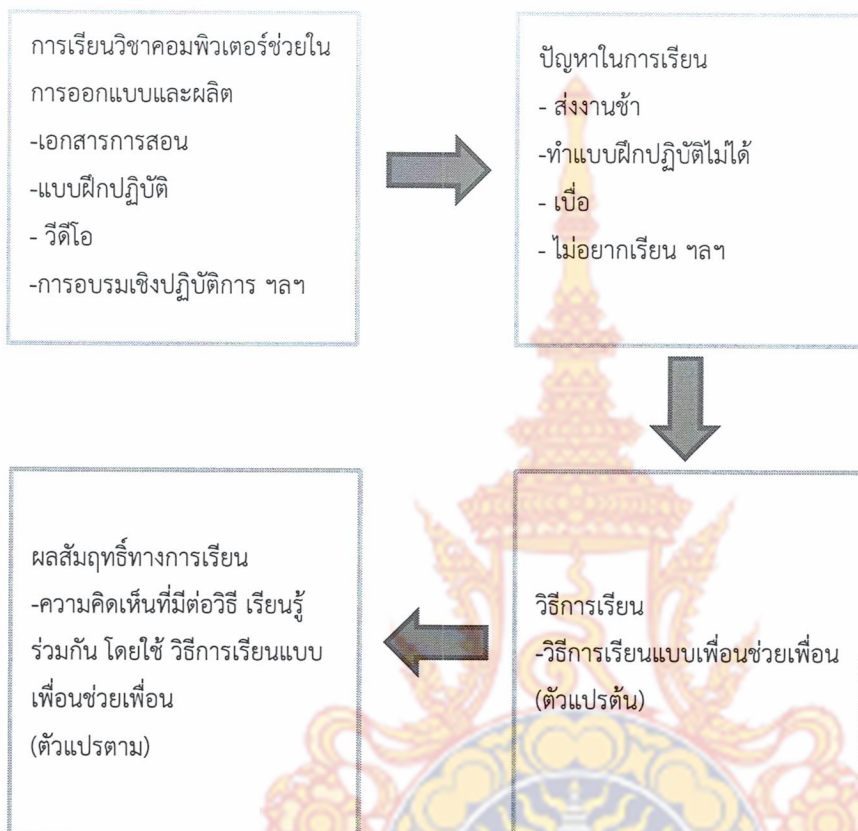 การเรียนวิชาคอมพิวเตอร์ช่วยใน
การออกแบบและผลิต
-เอกสารการสอน
-แบบฝึกปฏิบัติ
- วีดีโอ
-การอบรมเชิงปฏิบัติการ ฯลฯ
ปัญหาในการเรียน
- ส่งงานช้า
-ทำแบบฝึกปฏิบัติไม่ได้
- เบื่อ
- ไม่อยากเรียน ฯลฯ
วิธีการเรียน
-วิธีการเรียนแบบเพื่อนช่วยเพื่อน
(ตัวแปรต้น)
ผลสัมฤทธิ์ทางการเรียน
-ความคิดเห็นที่มีต่อวิธี เรียนรู้
ร่วมกัน โดยใช้ วิธีการเรียนแบบ
เพื่อนช่วยเพื่อน
(ตัวแปรตาม)